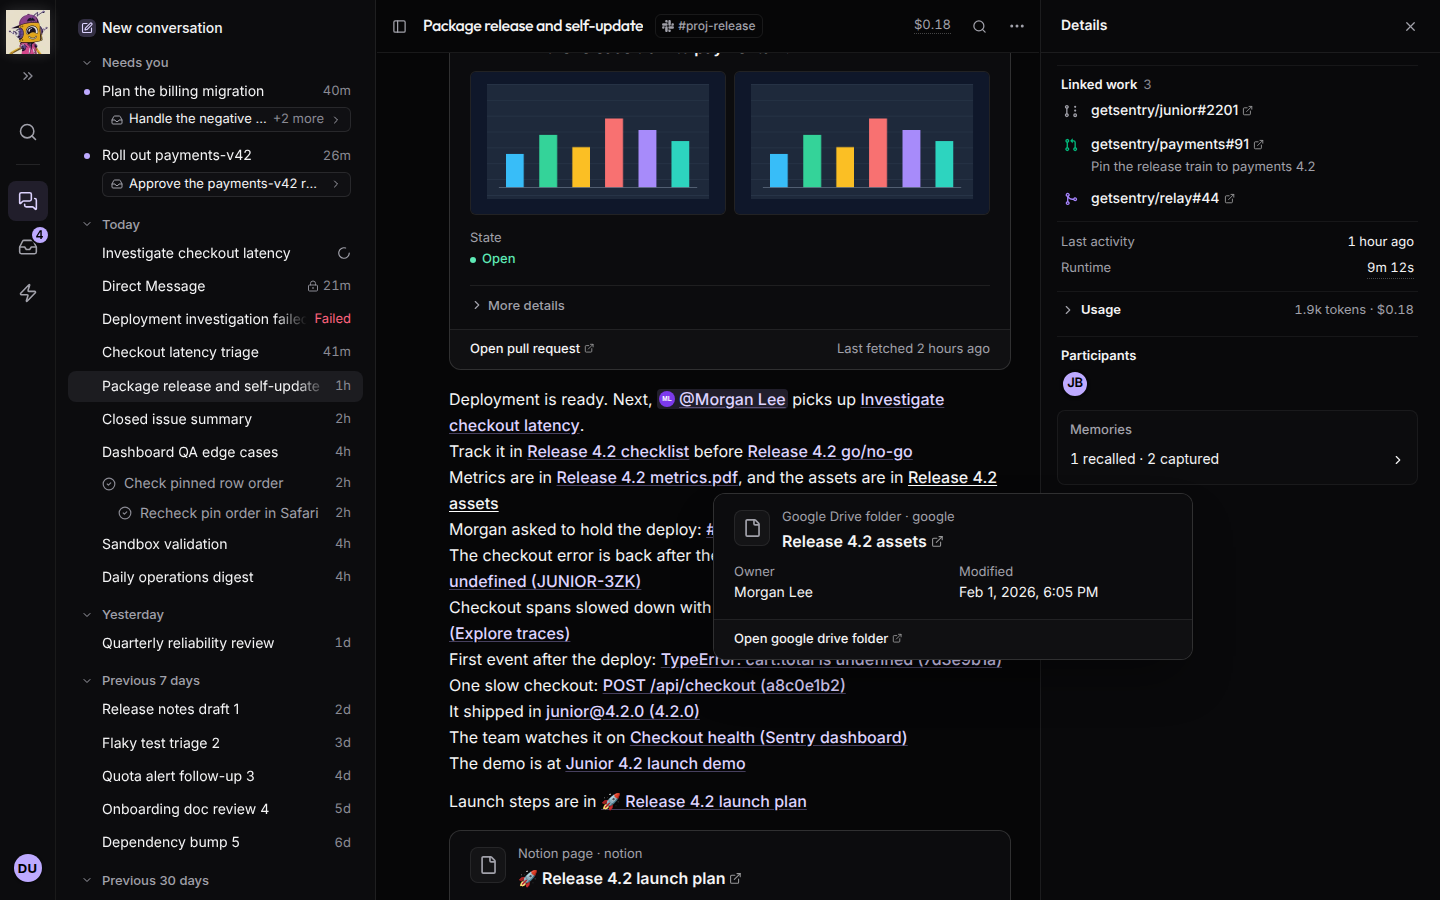 New conversation
Needs you
Plan the billing migration 40m
Handle the negative ... +2 more
Roll out payments-v42 26m
Approve the payments-v42 r...
Today
Investigate checkout latency
Direct Message 21m
Deployment investigation failed Failed
Checkout latency triage 41m
Package release and self-update 1h
Closed issue summary 2h
Dashboard QA edge cases 4h
Check pinned row order 2h
Recheck pin order in Safari 2h
Sandbox validation 4h
Daily operations digest 4h
Yesterday
Quarterly reliability review 1d
Previous 7 days
Release notes draft 1 2d
Flaky test triage 2 3d
Quota alert follow-up 3 4d
Onboarding doc review 4 5d
Dependency bump 5 6d
Previous 30 days
4
DU
Package release and self-update #proj-release $0.18
State
Open
More details
Open pull request Last fetched 2 hours ago
Deployment is ready. Next, ML @Morgan Lee picks up Investigate
checkout latency.
Track it in Release 4.2 checklist before Release 4.2 go/no-go
Metrics are in Release 4.2 metrics.pdf, and the assets are in Release 4.2
assets
Morgan asked to hold the deploy: #
The checkout error is back after the
undefined (JUNIOR-3ZK)
Checkout spans slowed down with
(Explore traces)
First event after the deploy: TypeError: cart.total is undefined (7d3e9b1a)
One slow checkout: POST /api/checkout (a8c0e1b2)
It shipped in junior@4.2.0 (4.2.0)
The team watches it on Checkout health (Sentry dashboard)
The demo is at Junior 4.2 launch demo
Launch steps are in 🚀 Release 4.2 launch plan
Notion page · notion
🚀 Release 4.2 launch plan
Google Drive folder · google
Release 4.2 assets
Owner Modified
Morgan Lee Feb 1, 2026, 6:05 PM
Open google drive folder
Details
Linked work 3
getsentry/junior#2201
getsentry/payments#91
Pin the release train to payments 4.2
getsentry/relay#44
Last activity 1 hour ago
Runtime 9m 12s
Usage 1.9k tokens · $0.18
Participants
JB
Memories
1 recalled · 2 captured